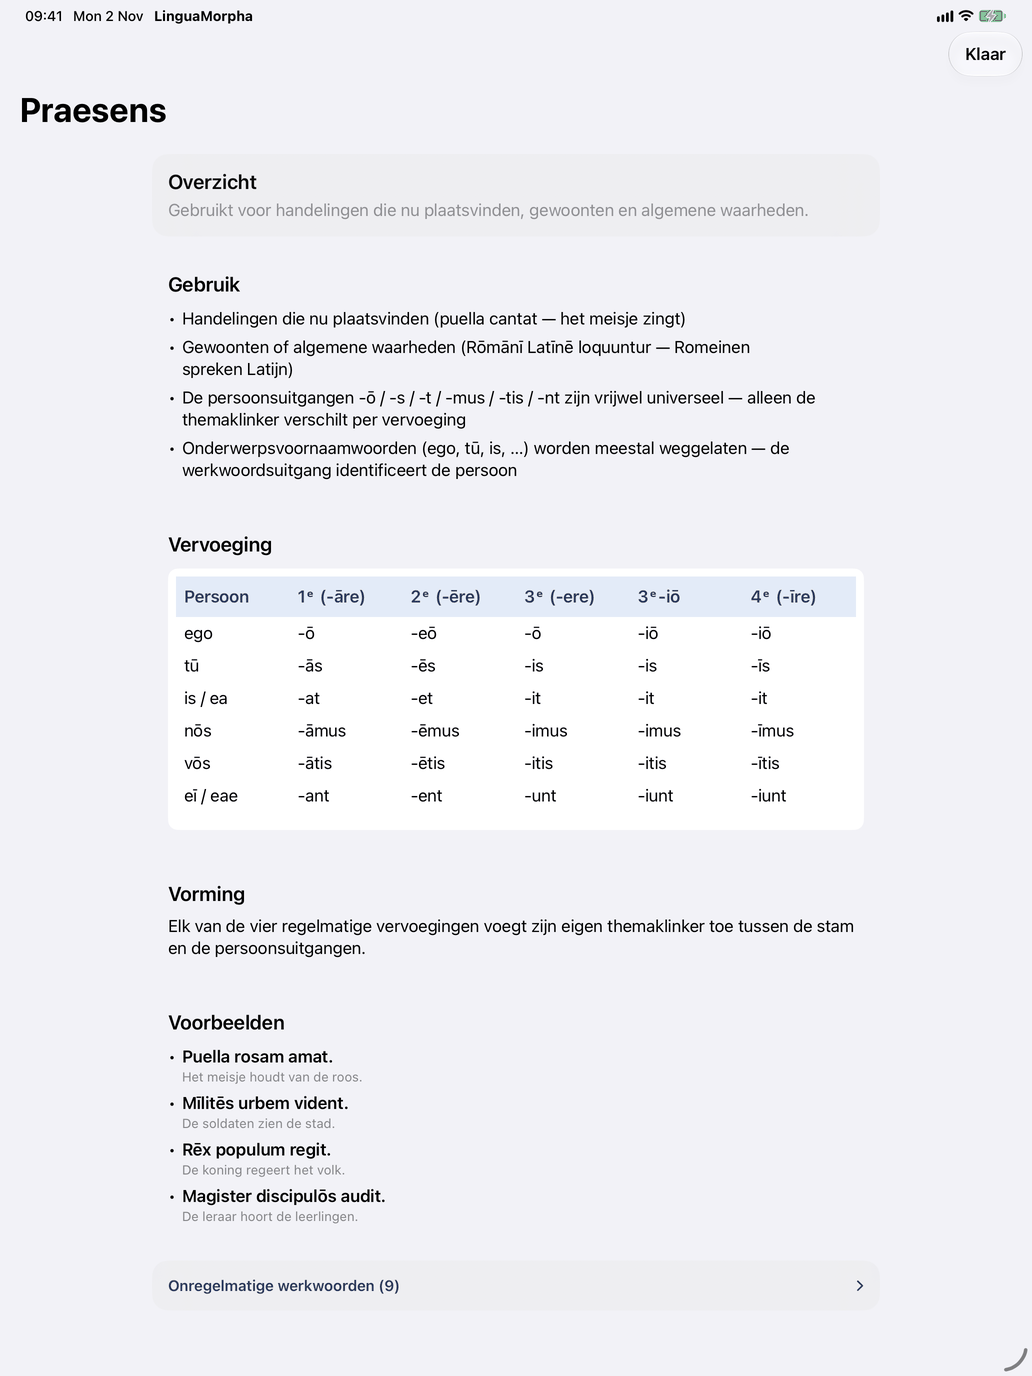 09:41 Mon 2 Nov LinguaMorpha
Klaar
Praesens
Overzicht
Gebruikt voor handelingen die nu plaatsvinden, gewoonten en algemene waarheden.
Gebruik
• Handelingen die nu plaatsvinden (puella cantat — het meisje zingt)
• Gewoonten of algemene waarheden (Rōmānī Latīnē loquuntur — Romeinen
spreken Latijn)
• De persoonsuitgangen -ō / -s / -t / -mus / -tis / -nt zijn vrijwel universeel — alleen de
themaklinker verschilt per vervoeging
• Onderwerpsvoornaamwoorden (ego, tū, is, ...) worden meestal weggelaten — de
werkwoordsuitgang identificeert de persoon
Vervoeging
Persoon 1ᵉ (-āre) 2ᵉ (-ēre) 3ᵉ (-ere) 3ᵉ-iō 4ᵉ (-īre)
ego -ō -eō -ō -iō -iō
tū -ās -ēs -is -is -īs
is / ea -at -et -it -it -it
nōs -āmus -ēmus -imus -imus -īmus
vōs -ātis -ētis -itis -itis -ītis
eī / eae -ant -ent -unt -iunt -iunt
Vorming
Elk van de vier regelmatige vervoegingen voegt zijn eigen themaklinker toe tussen de stam
en de persoonsuitgangen.
Voorbeelden
• Puella rosam amat.
Het meisje houdt van de roos.
• Mīlitēs urbem vident.
De soldaten zien de stad.
• Rēx populum regit.
De koning regeert het volk.
• Magister discipulōs audit.
De leraar hoort de leerlingen.
Onregelmatige werkwoorden (9)